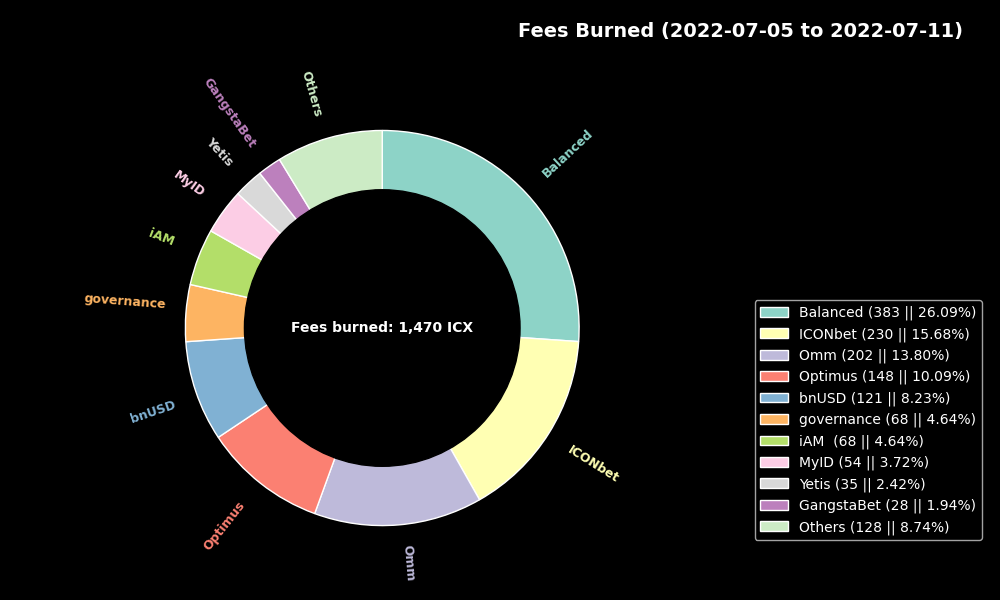 Fees Burned (2022-07-05 to 2022-07-11)
Others
GangstaBet
Balanced
Yetis
MyID
iAM
governance
Fees burned: 1,470 ICX
bnUSD
ICONbet
Optimus
Omm
Balanced (383 || 26.09%)
ICONbet (230 || 15.68%)
Omm (202 || 13.80%)
Optimus (148 || 10.09%)
bnUSD (121 || 8.23%)
governance (68 || 4.64%)
iAM  (68 || 4.64%)
MyID (54 || 3.72%)
Yetis (35 || 2.42%)
GangstaBet (28 || 1.94%)
Others (128 || 8.74%)